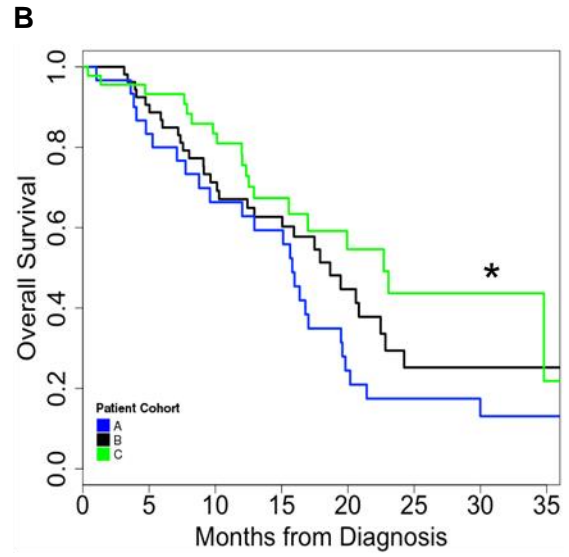 B
Overall Survival
1.0
0.8
0.6
0.4
0.2
0.0
*
Patient Cohort
A
B
C
0 5 10 15 20 25 30 35
Months from Diagnosis